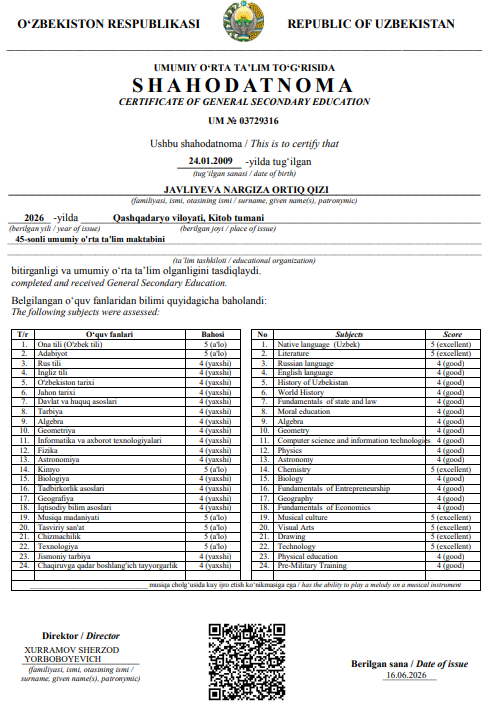 O‘ZBEKISTON RESPUBLIKASI REPUBLIC OF UZBEKISTAN
UMUMIY O‘RTA TA’LIM TO‘G‘RISIDA
SHAHODATNOMA
CERTIFICATE OF GENERAL SECONDARY EDUCATION
UM № 03729316
Ushbu shahodatnoma / This is to certify that
24.01.2009 -yilda tug‘ilgan
(tug‘ilgan sanasi / date of birth)
JAVLIYEVA NARGIZA ORTIQ QIZI
(familiyasi, ismi, otasining ismi / surname, given name(s), patronymic)
2026 -yilda Qashqadaryo viloyati, Kitob tumani
(berilgan yili / year of issue) (berilgan joyi / place of issue)
45-sonli umumiy o'rta ta'lim maktabini
(ta’lim tashkiloti / educational organization)
bitirganligi va umumiy o‘rta ta’lim olganligini tasdiqlaydi.
completed and received General Secondary Education.
Belgilangan o‘quv fanlaridan bilimi quyidagicha baholandi:
The following subjects were assessed:
T/r O‘quv fanlari Bahosi No Subjects Score
1. Ona tili (O'zbek tili) 5 (a'lo) 1. Native language (Uzbek) 5 (excellent)
2. Adabiyot 5 (a'lo) 2. Literature 5 (excellent)
3. Rus tili 4 (yaxshi) 3. Russian language 4 (good)
4. Ingliz tili 4 (yaxshi) 4. English language 4 (good)
5. O'zbekiston tarixi 4 (yaxshi) 5. History of Uzbekistan 4 (good)
6. Jahon tarixi 4 (yaxshi) 6. World History 4 (good)
7. Davlat va huquq asoslari 4 (yaxshi) 7. Fundamentals of state and law 4 (good)
8. Tarbiya 4 (yaxshi) 8. Moral education 4 (good)
9. Algebra 4 (yaxshi) 9. Algebra 4 (good)
10. Geometriya 4 (yaxshi) 10. Geometry 4 (good)
11. Informatika va axborot texnologiyalari 4 (yaxshi) 11. Computer science and information technologies 4 (good)
12. Fizika 4 (yaxshi) 12. Physics 4 (good)
13. Astronomiya 4 (yaxshi) 13. Astronomy 4 (good)
14. Kimyo 5 (a'lo) 14. Chemistry 5 (excellent)
15. Biologiya 4 (yaxshi) 15. Biology 4 (good)
16. Tadbirkorlik asoslari 4 (yaxshi) 16. Fundamentals of Entrepreneurship 4 (good)
17. Geografiya 4 (yaxshi) 17. Geography 4 (good)
18. Iqtisodiy bilim asoslari 4 (yaxshi) 18. Fundamentals of Economics 4 (good)
19. Musiqa madaniyati 5 (a'lo) 19. Musical culture 5 (excellent)
20. Tasviriy san'at 5 (a'lo) 20. Visual Arts 5 (excellent)
21. Chizmachilik 5 (a'lo) 21. Drawing 5 (excellent)
22. Texnologiya 5 (a'lo) 22. Technology 5 (excellent)
23. Jismoniy tarbiya 4 (yaxshi) 23. Physical education 4 (good)
24. Chaqiruvga qadar boshlang'ich tayyorgarlik 4 (yaxshi) 24. Pre-Military Training 4 (good)
musiqa cholg‘usida kuy ijro etish ko‘nikmasiga ega / has the ability to play a melody on a musical instrument
Direktor / Director
XURRAMOV SHERZOD
YORBOBOYEVICH
(familiyasi, ismi, otasining ismi /
surname, given name(s), patronymic)
Berilgan sana / Date of issue
16.06.2026